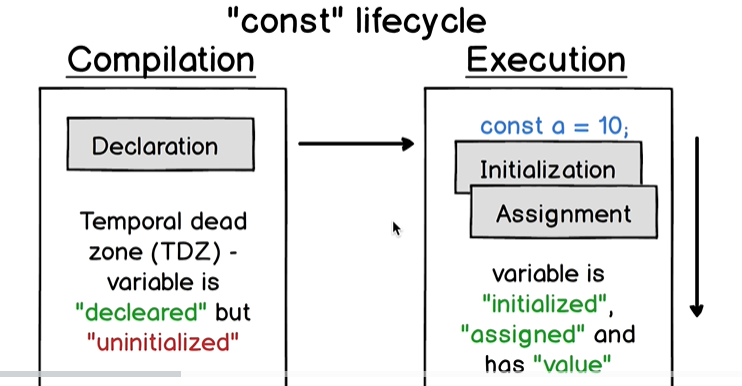 "const" lifecycle
Compilation
Execution
Declaration
Temporal dead
zone (TDZ) -
variable is
"decleared" but
"uninitialized"
const a = 10;
Initialization
Assignment
variable is
"initialized",
"assigned" and
has "value"